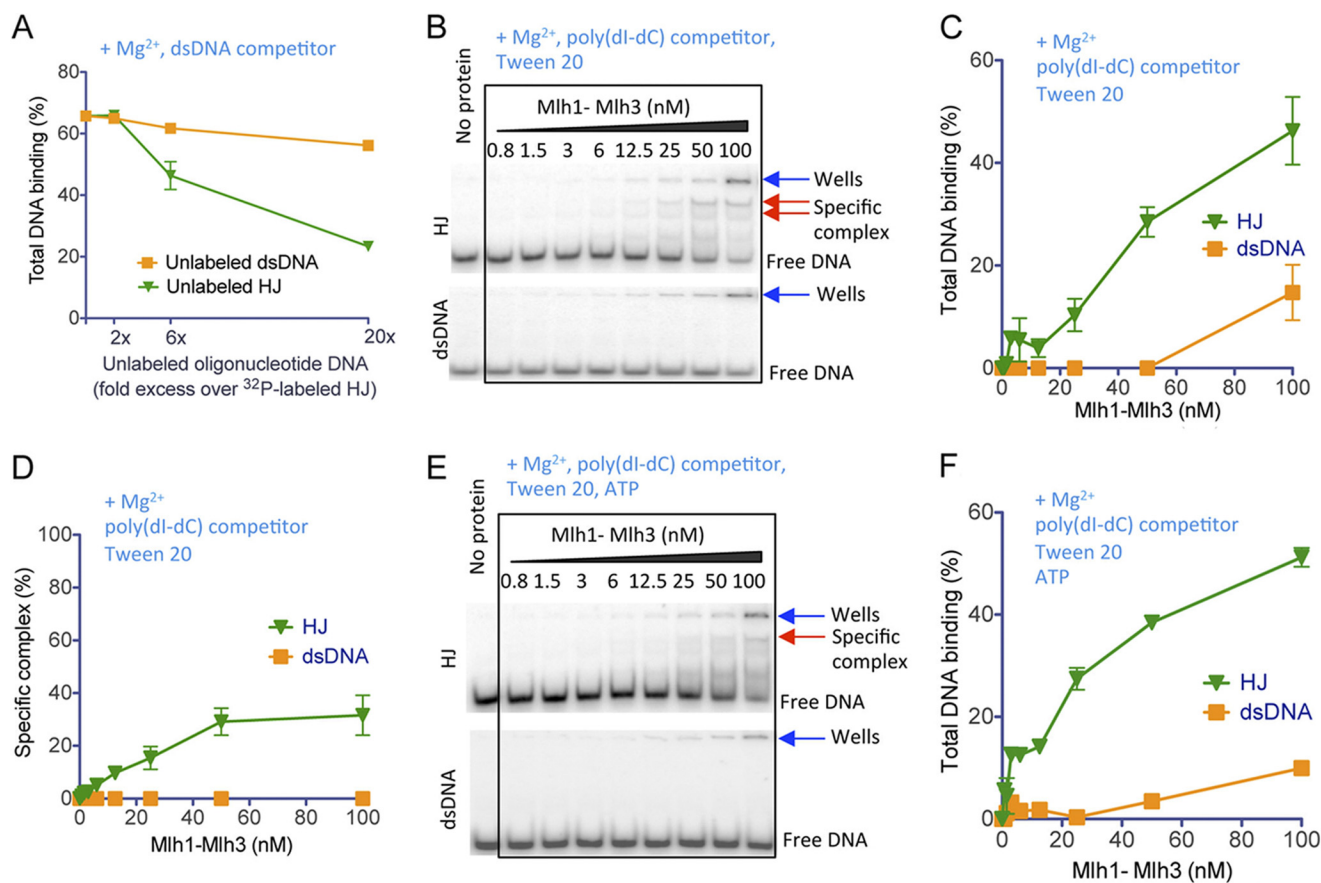 A
+ Mg2+, dsDNA competitor
80
60
40
20
0
Total DNA binding (%)
Unlabeled dsDNA
Unlabeled HJ
2x 6x 20x
Unlabeled oligonucleotide DNA
(fold excess over 32P-labeled HJ)
B
+ Mg2+, poly(dI-dC) competitor,
Tween 20
No protein
Mlh1- Mlh3 (nM)
0.8 1.5 3 6 12.5 25 50 100
HJ
Wells
Specific
complex
Free DNA
dsDNA
Wells
Free DNA
C
+ Mg2+
poly(dI-dC) competitor
Tween 20
60
40
20
0
Total DNA binding (%)
HJ
dsDNA
0 20 40 60 80 100
Mlh1-Mlh3 (nM)
D
+ Mg2+
poly(dI-dC) competitor
Tween 20
100
80
60
40
20
0
Specific complex (%)
HJ
dsDNA
0 20 40 60 80 100
Mlh1-Mlh3 (nM)
E
+ Mg2+, poly(dI-dC) competitor,
Tween 20, ATP
No protein
Mlh1- Mlh3 (nM)
0.8 1.5 3 6 12.5 25 50 100
HJ
Wells
Specific
complex
Free DNA
dsDNA
Wells
Free DNA
F
+ Mg2+
poly(dI-dC) competitor
Tween 20
ATP
60
40
20
0
Total DNA binding (%)
HJ
dsDNA
0 20 40 60 80 100
Mlh1- Mlh3 (nM)